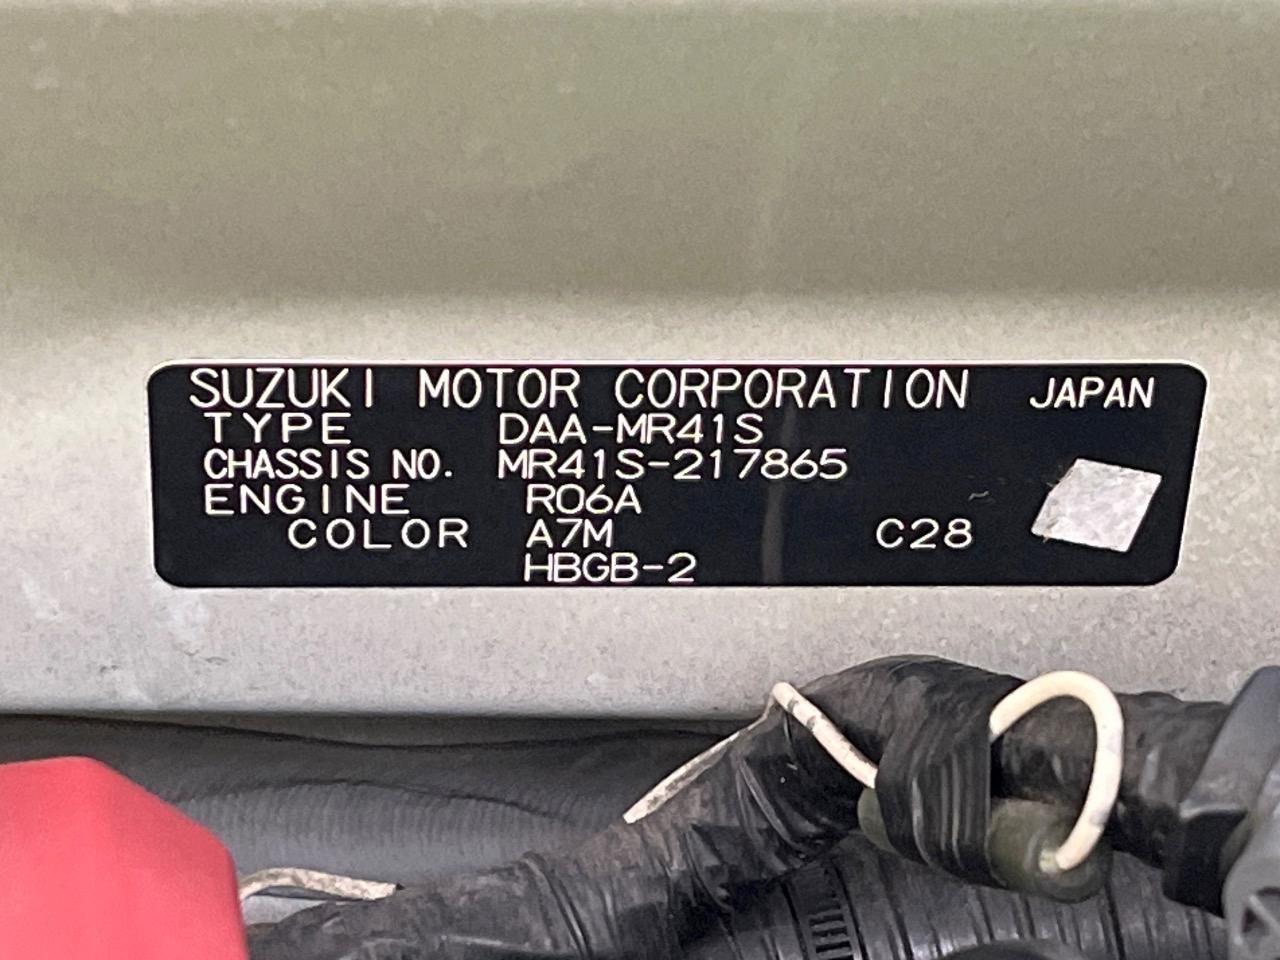 SUZUKI MOTOR CORPORATION JAPAN
TYPE DAA-MR41S
CHASSIS NO. MR41S-217865
ENGINE R06A
COLOR A7M C28
HBGB-2